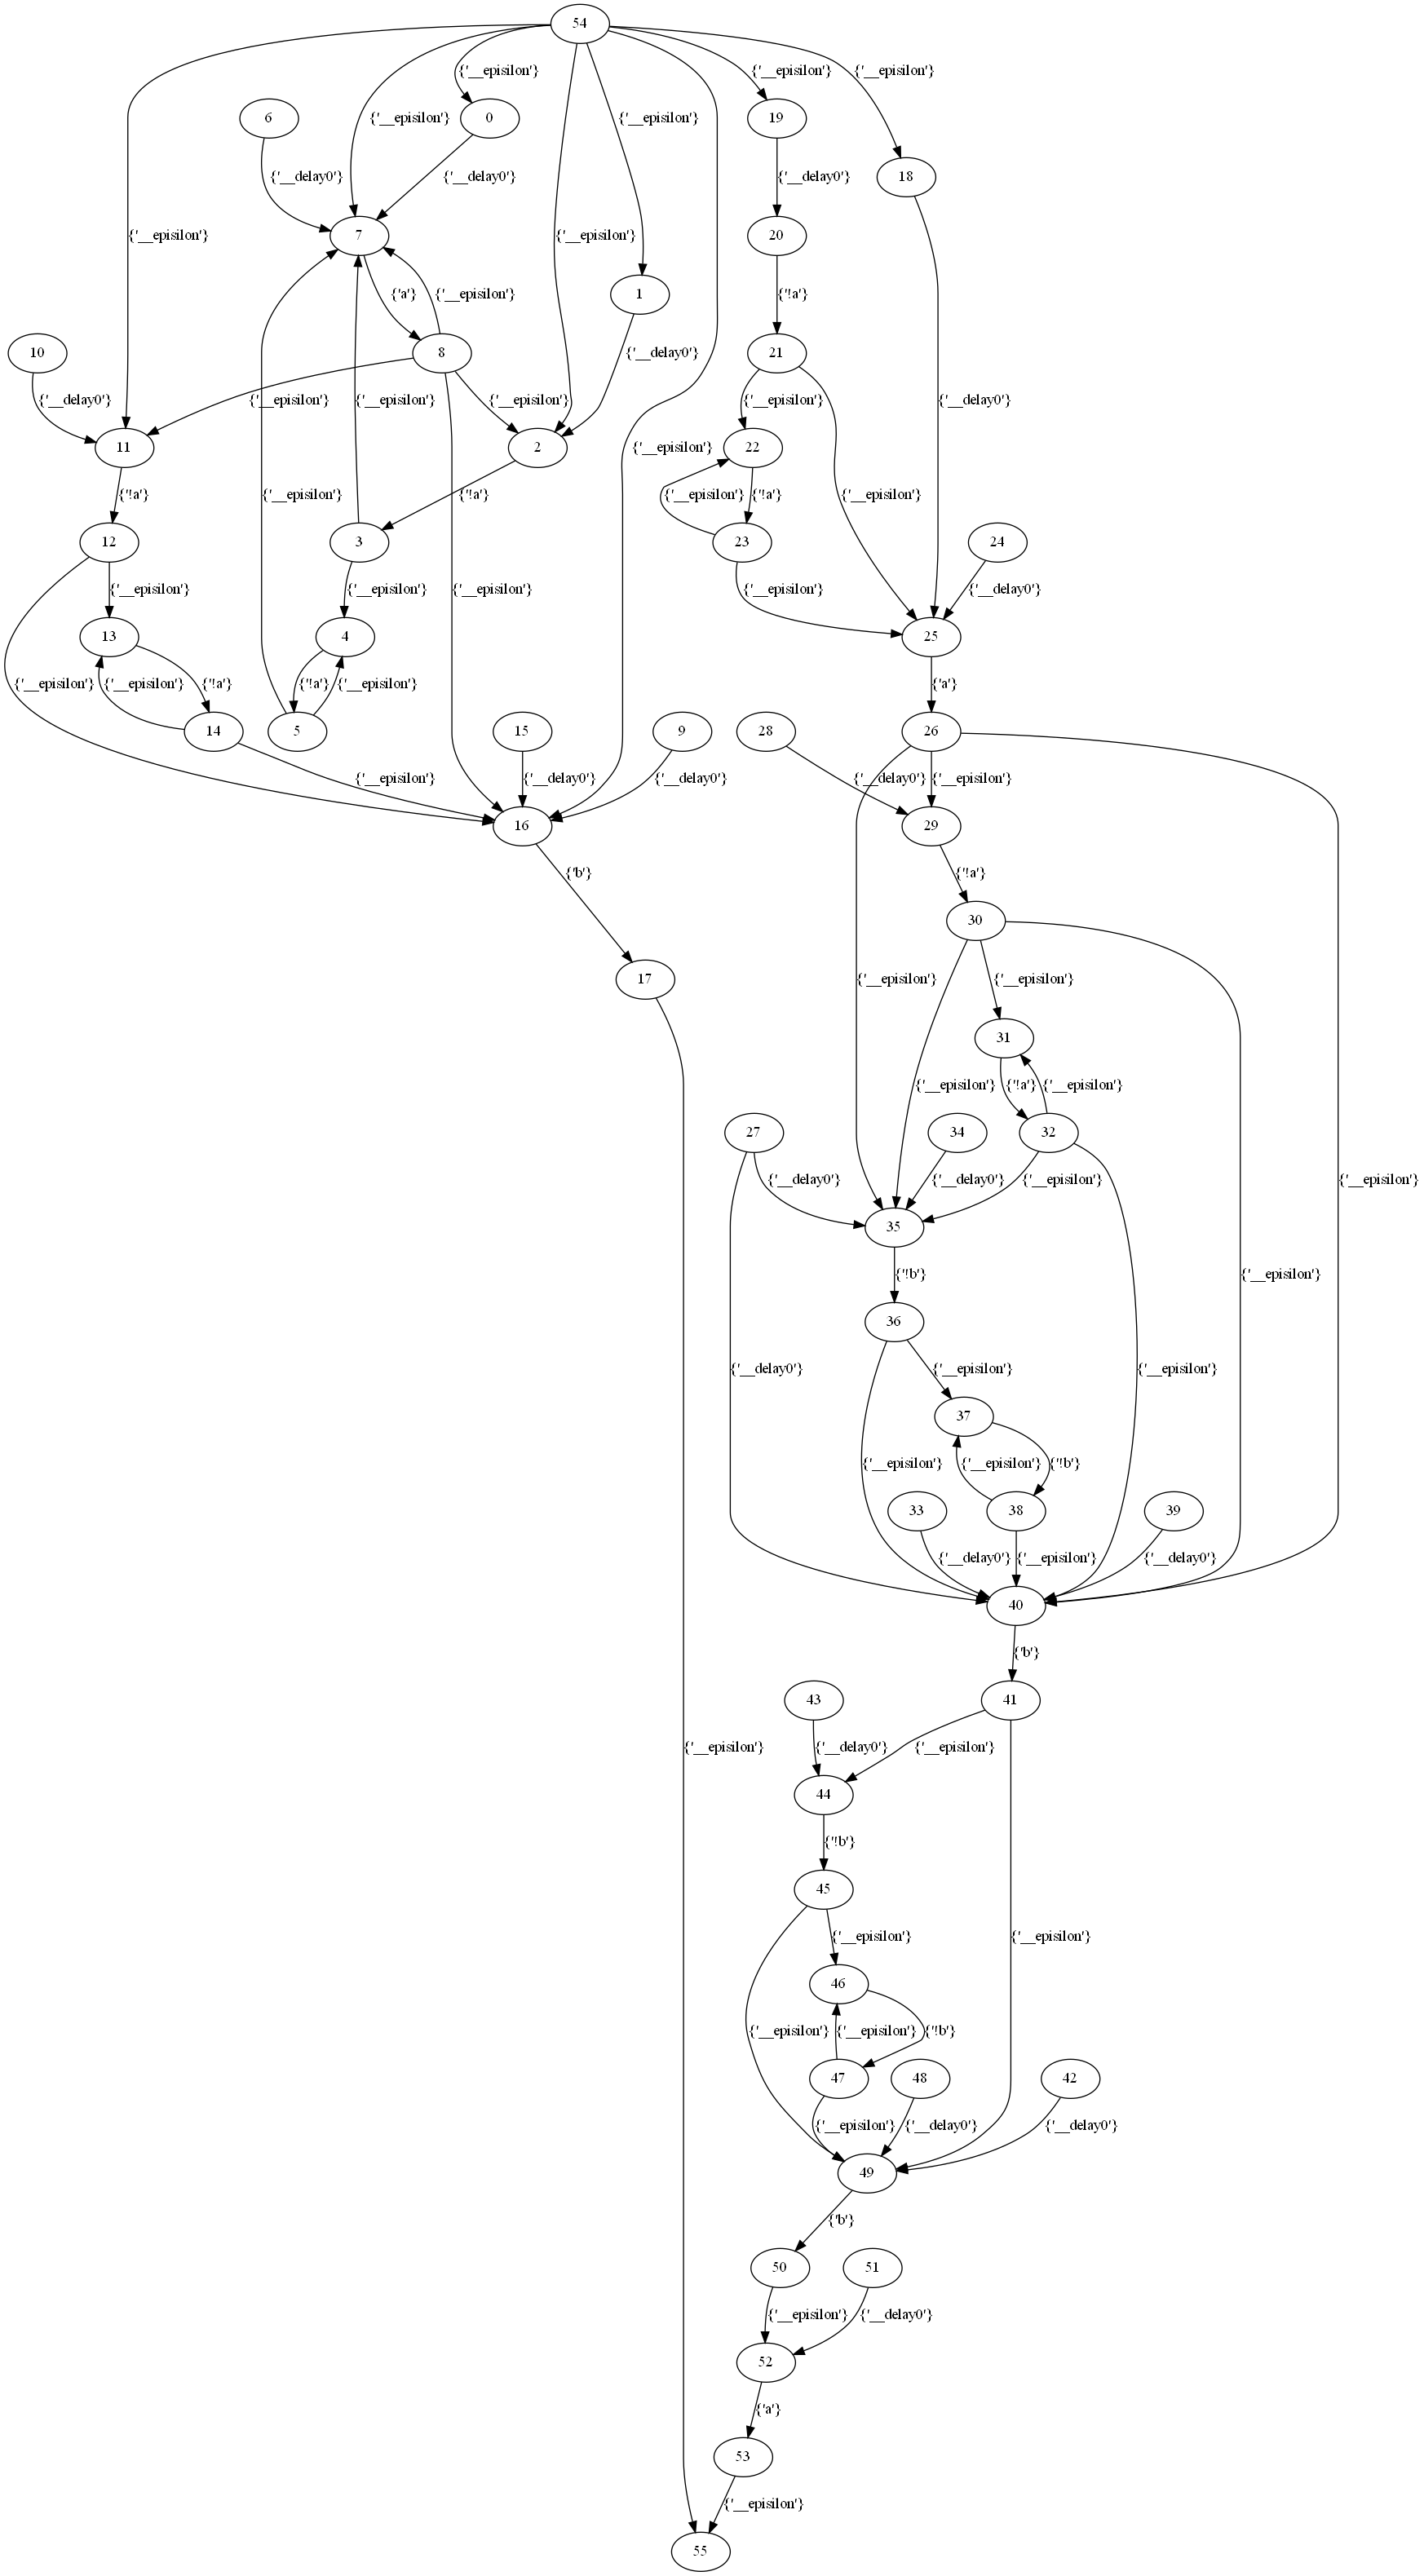 54
{'__episilon'} {'__episilon'} {'__episilon'}
6 0 {'__episilon'} {'__episilon'} 19
{'__delay0'} {'__delay0'} {'__delay0'} 18
{'__episilon'} 7 {'__episilon'} 20
{'a'} {'__episilon'} 1 {'!a'}
10 8 {'__delay0'} 21
{'__delay0'} {'__episilon'} {'__episilon'} {'__episilon'} {'__episilon'} {'__delay0'}
11 2 {'__episilon'} 22
{'!a'} {'__episilon'} {'!a'} {'__episilon'} {'!a'} {'__episilon'}
12 3 23 24
{'__episilon'} {'__episilon'} {'__episilon'} {'__episilon'} {'__delay0'}
13 4 25
{'__episilon'} {'__episilon'} {'!a'} {'!a'} {'__episilon'} {'a'}
14 5 15 9 28 26
{'__episilon'} {'__delay0'} {'__delay0'} {'__delay0'} {'__episilon'}
16 29
{'b'} {'!a'}
30
17 {'__episilon'} {'__episilon'}
31
{'__episilon'} {'!a'} {'__episilon'}
27 34 32
{'__delay0'} {'__delay0'} {'__episilon'} {'__episilon'}
35
{'!b'} {'__episilon'}
36
{'__delay0'} {'__episilon'} {'__episilon'}
37
{'__episilon'} {'__episilon'} {'!b'}
33 38 39
{'__delay0'} {'__episilon'} {'__delay0'}
40
{'b'}
43 41
{'__episilon'} {'__delay0'} {'__episilon'}
44
{'!b'}
45
{'__episilon'} {'__episilon'}
46
{'__episilon'} {'__episilon'} {'!b'}
47 48 42
{'__episilon'} {'__delay0'} {'__delay0'}
49
{'b'}
50 51
{'__episilon'} {'__delay0'}
52
{'a'}
53
{'__episilon'}
55